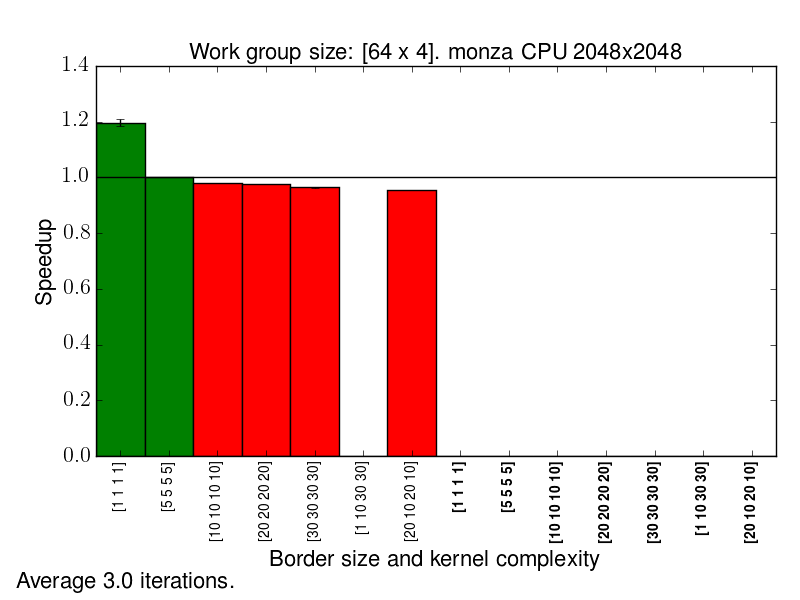 Work group size: [64 x 4]. monza CPU 2048x2048
1.4
1.2
1.0
0.8
0.6
0.4
0.2
0.0
Speedup
[1 1 1 1]
[5 5 5 5]
[10 10 10 10]
[20 20 20 20]
[30 30 30 30]
[1 10 30 30]
[20 10 20 10]
[1 1 1 1]
[5 5 5 5]
[10 10 10 10]
[20 20 20 20]
[30 30 30 30]
[1 10 30 30]
[20 10 20 10]
Border size and kernel complexity
Average 3.0 iterations.